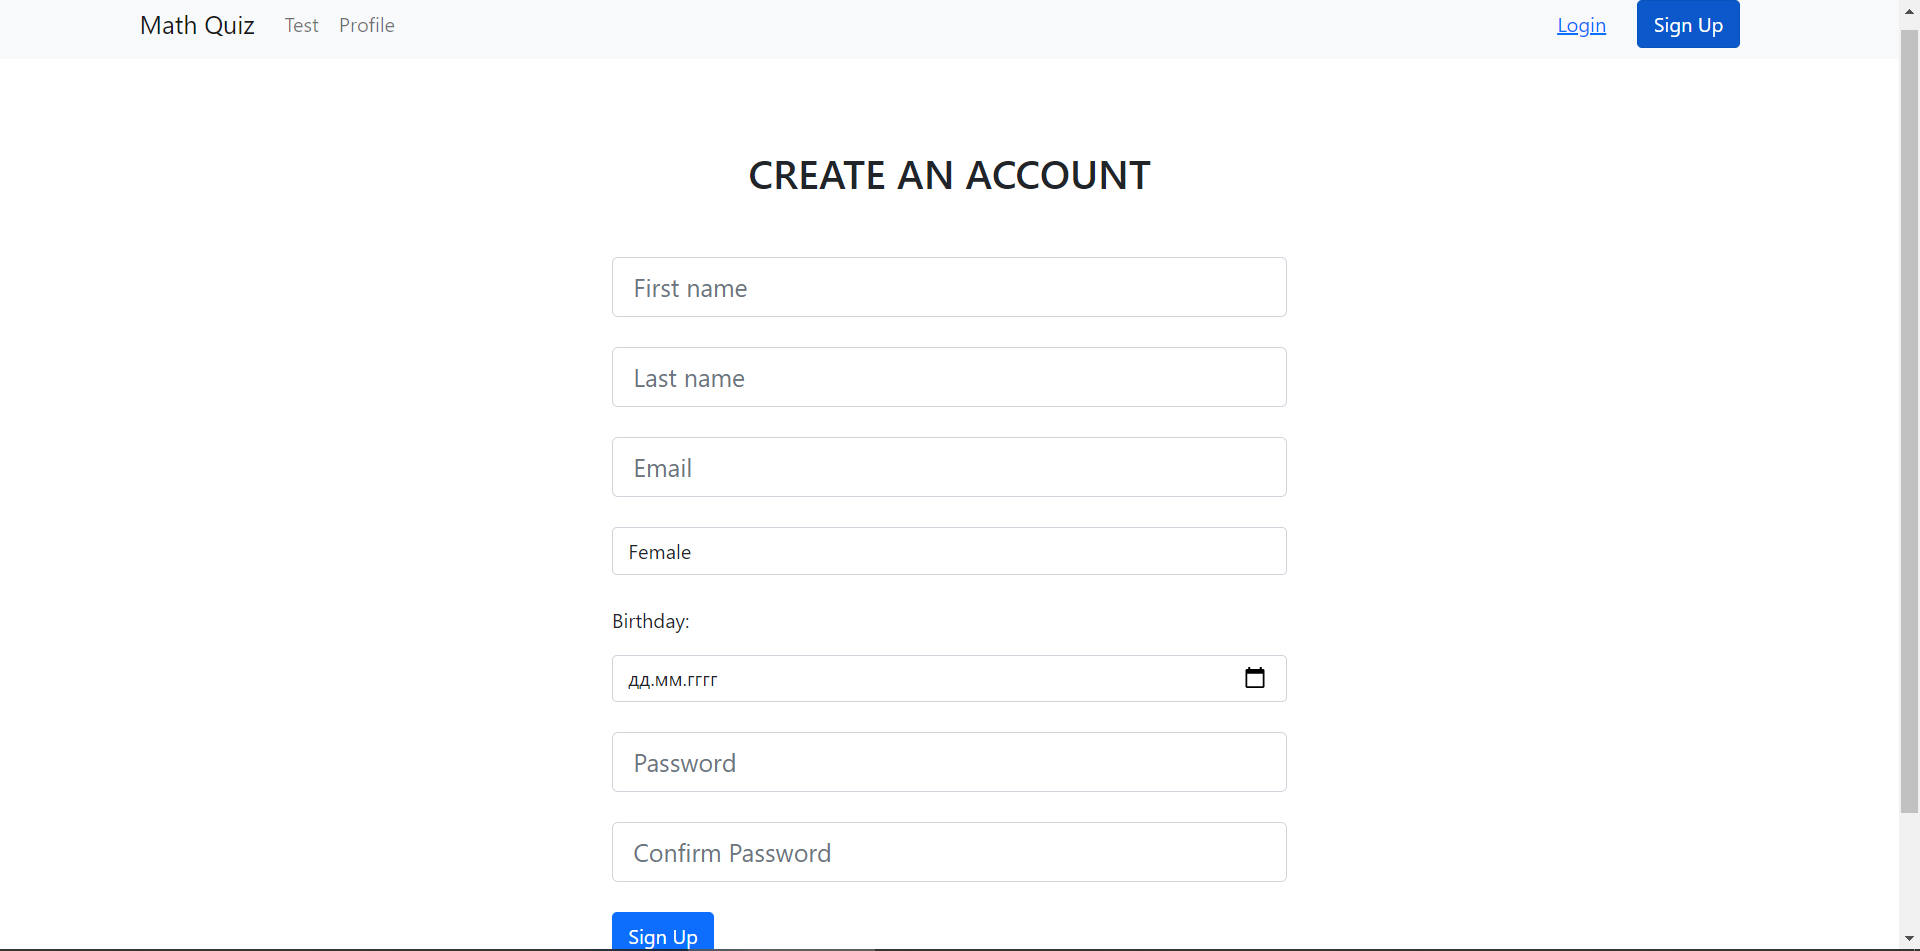 Math Quiz Test Profile Login Sign Up
CREATE AN ACCOUNT
First name
Last name
Email
Female
Birthday:
дд.мм.гггг
Password
Confirm Password
Sign Up